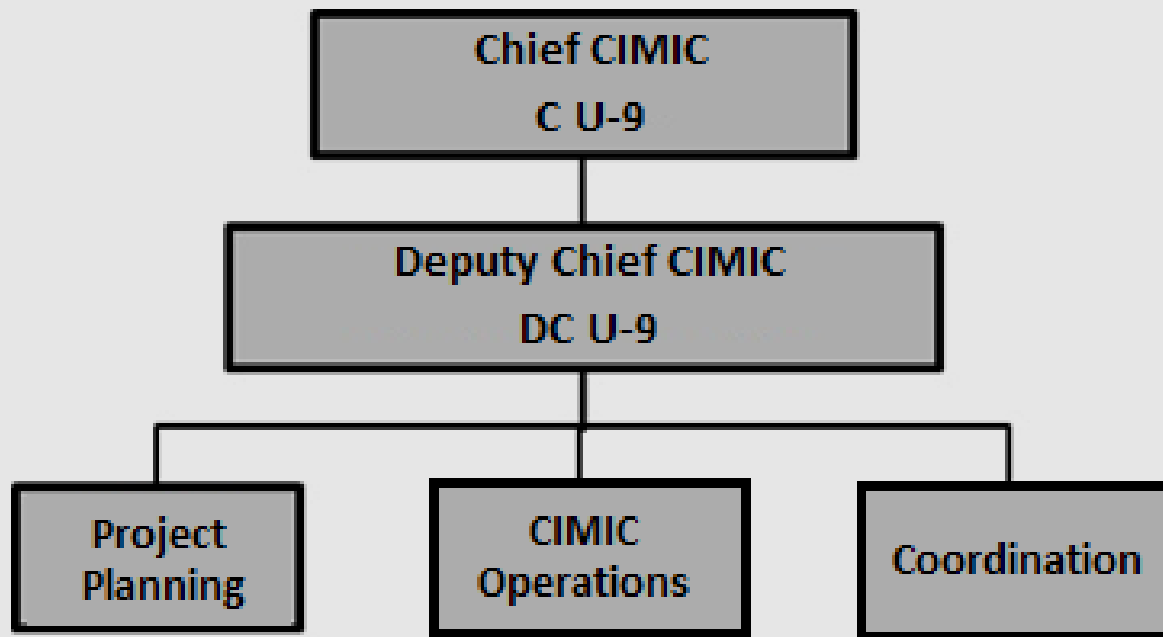 Chief CIMIC
C U-9
Deputy Chief CIMIC
DC U-9
Project
Planning
CIMIC
Operations
Coordination